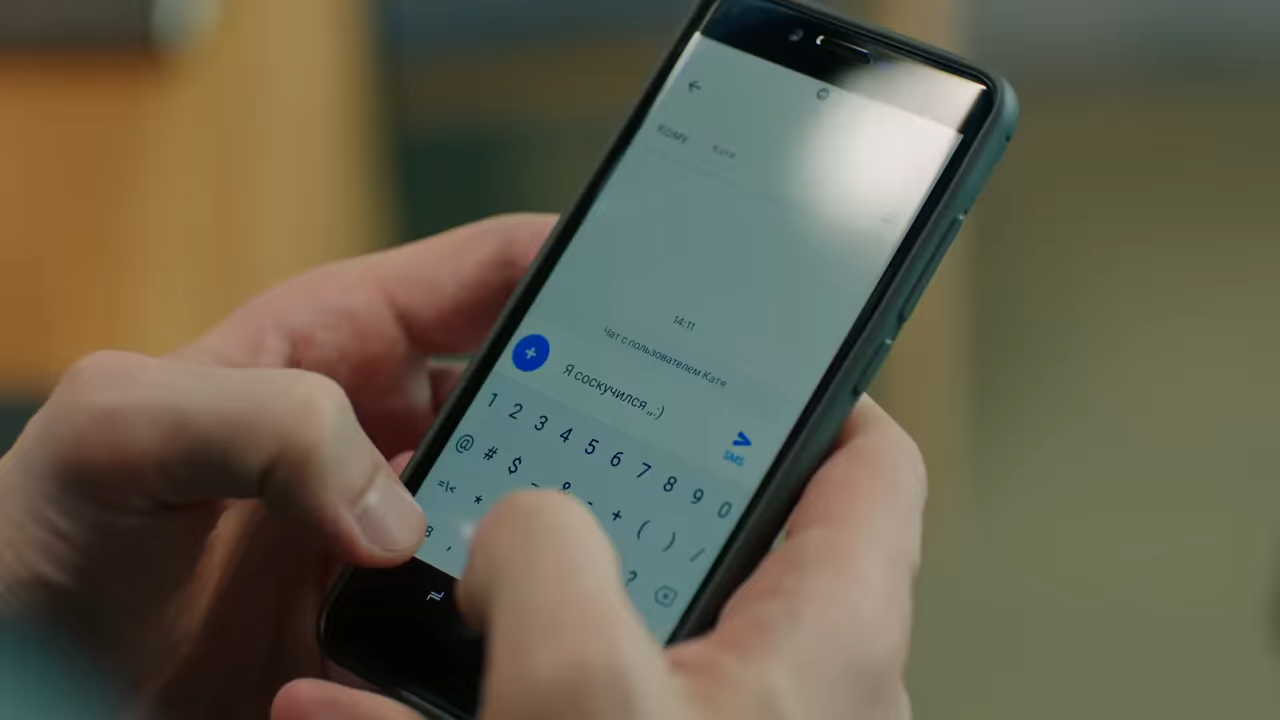 Кому Катя
14:11
Чат с пользователем Катя
Я соскучился ,,:)
SMS
1 2 3 4 5 6 7 8 9 0
@ # $ & - + ( ) /
=\< * ?
,